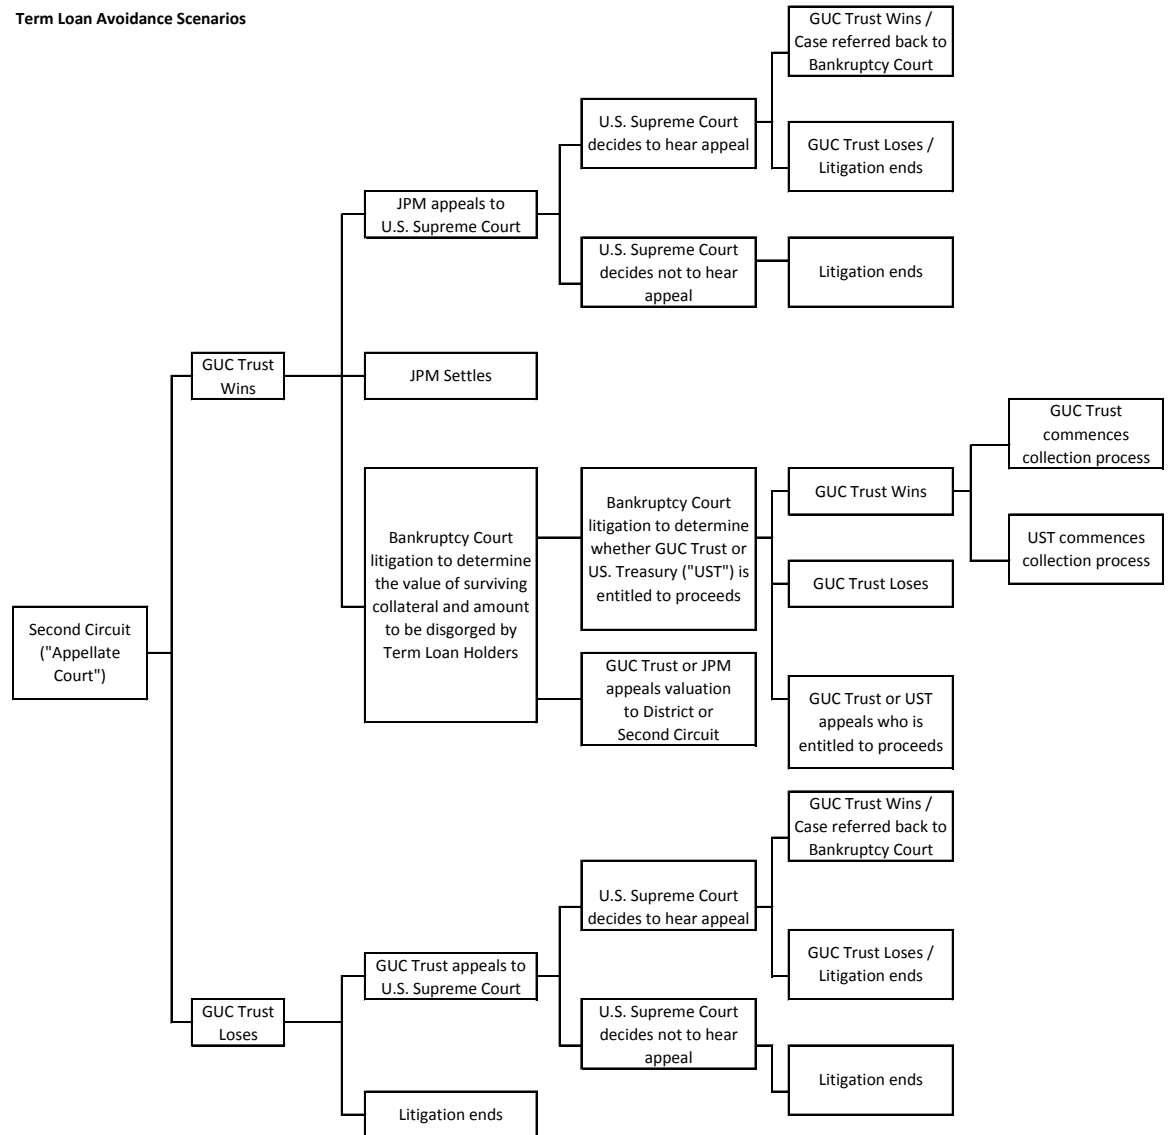 Term Loan Avoidance Scenarios
GUC Trust Wins /
Case referred back to
Bankruptcy Court
U.S. Supreme Court
decides to hear appeal
GUC Trust Loses /
Litigation ends
JPM appeals to
U.S. Supreme Court
U.S. Supreme Court
decides not to hear
appeal
Litigation ends
GUC Trust
Wins
JPM Settles
GUC Trust
commences
collection process
Bankruptcy Court
litigation to determine
the value of surviving
collateral and amount
to be disgorged by
Term Loan Holders
Bankruptcy Court
litigation to determine
whether GUC Trust or
US. Treasury ("UST") is
entitled to proceeds
GUC Trust Wins
UST commences
collection process
GUC Trust Loses
Second Circuit
("Appellate
Court")
GUC Trust or JPM
appeals valuation
to District or
Second Circuit
GUC Trust or UST
appeals who is
entitled to proceeds
GUC Trust Wins /
Case referred back to
Bankruptcy Court
U.S. Supreme Court
decides to hear appeal
GUC Trust Loses /
Litigation ends
GUC Trust appeals to
U.S. Supreme Court
GUC Trust
Loses
U.S. Supreme Court
decides not to hear
appeal
Litigation ends
Litigation ends